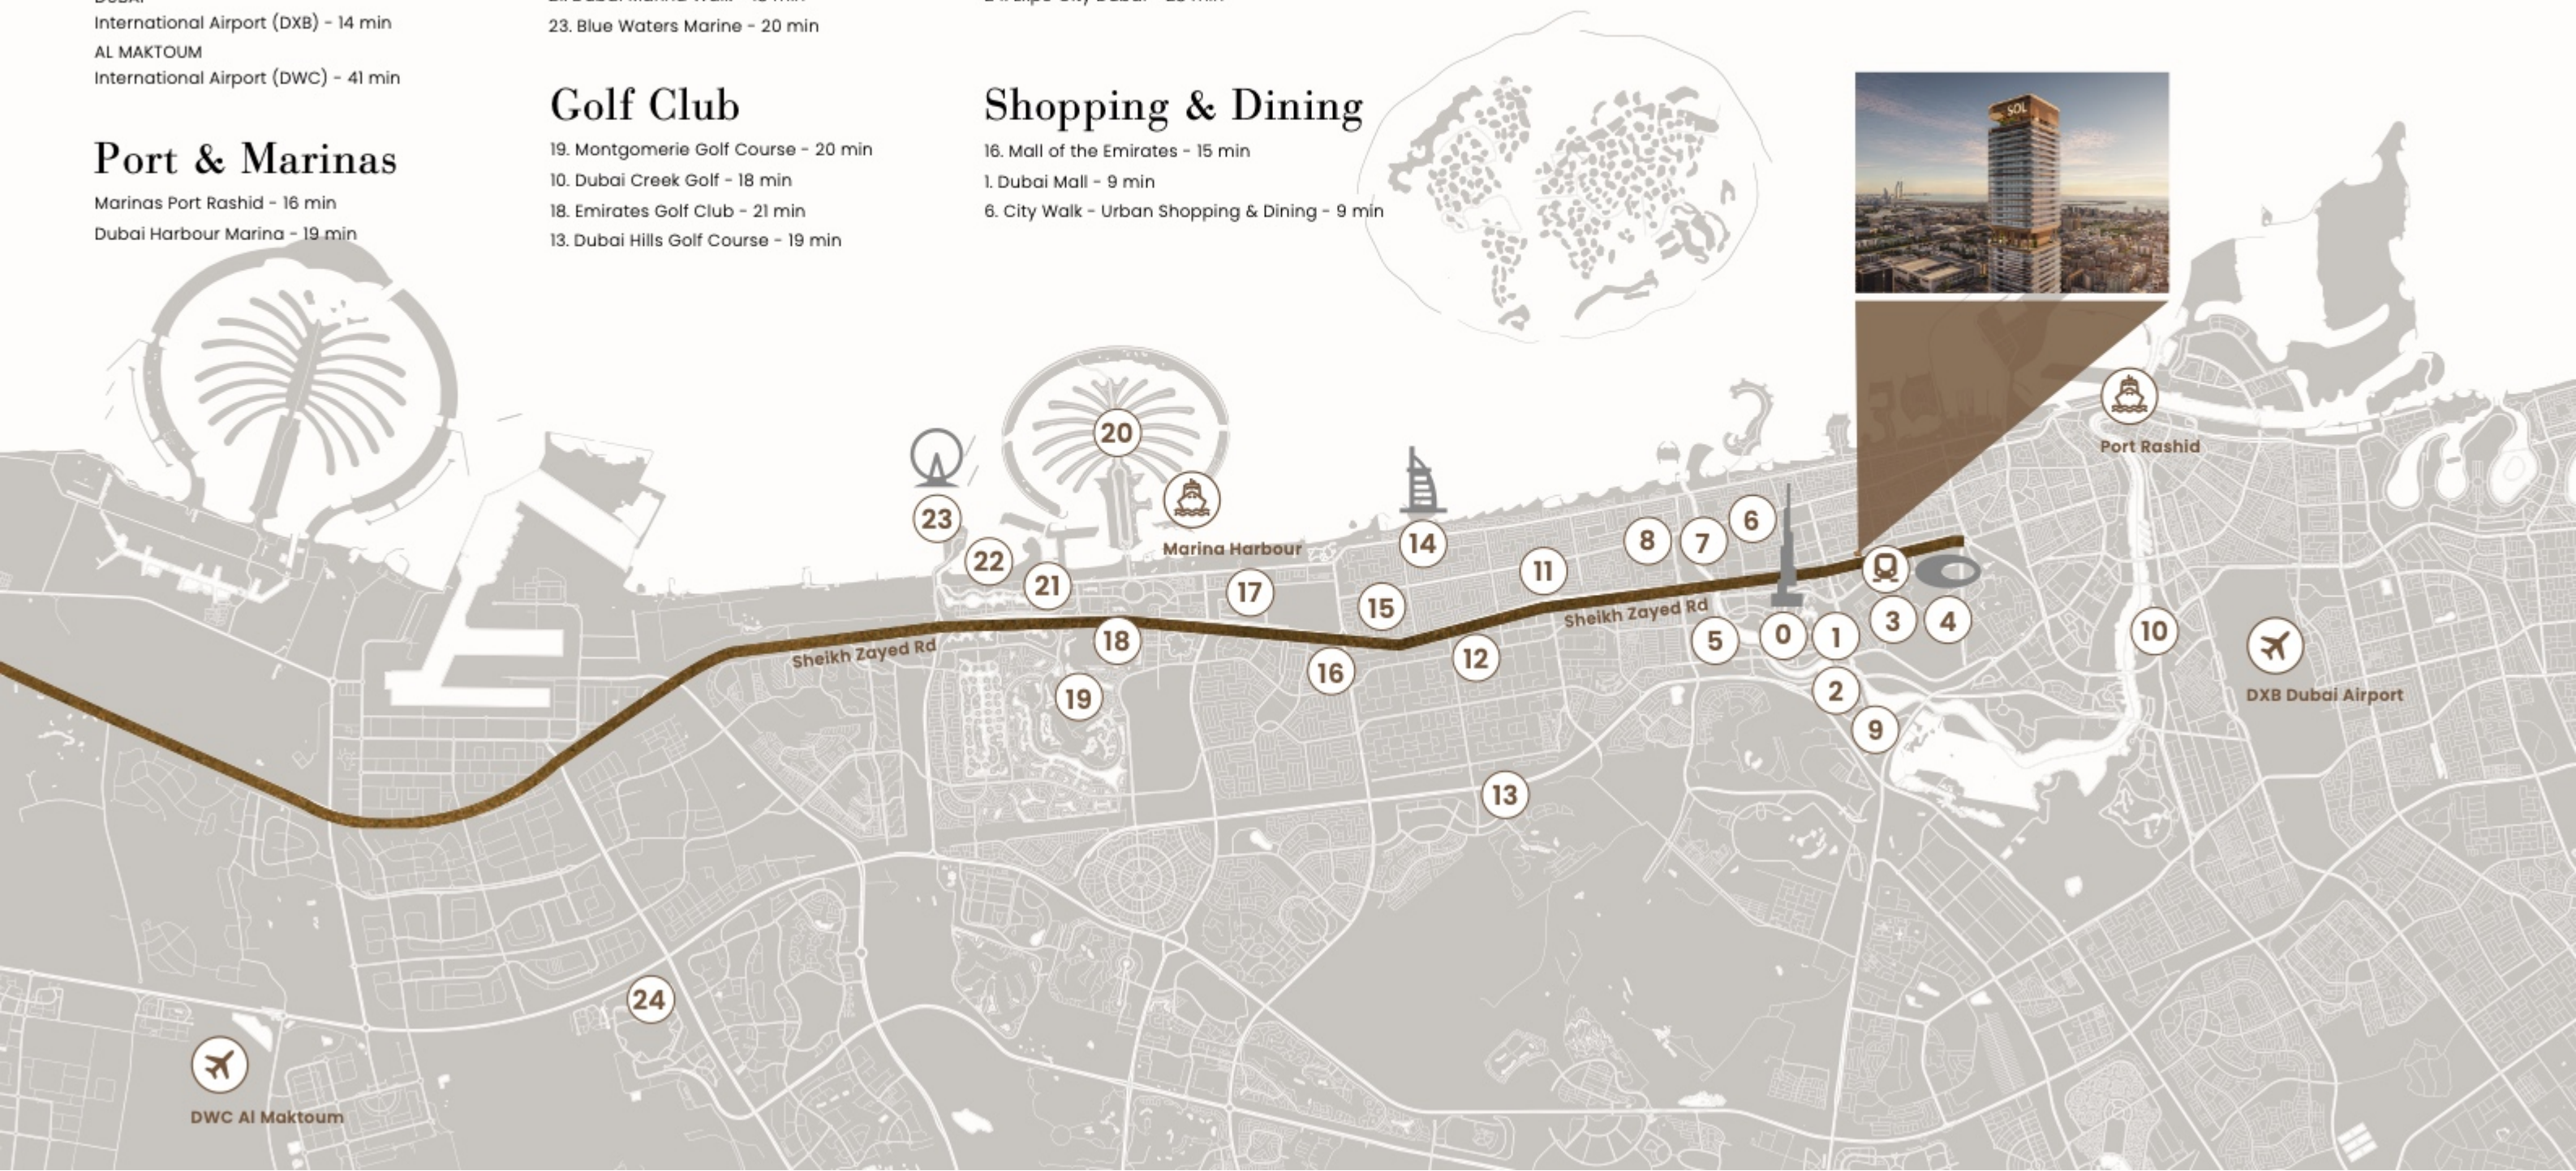 International Airport (DXB) - 14 min
AL MAKTOUM
International Airport (DWC) - 41 min
Port & Marinas
Marinas Port Rashid - 16 min
Dubai Harbour Marina - 19 min
23. Blue Waters Marine - 20 min
Golf Club
19. Montgomerie Golf Course - 20 min
10. Dubai Creek Golf - 18 min
18. Emirates Golf Club - 21 min
13. Dubai Hills Golf Course - 19 min
Shopping & Dining
16. Mall of the Emirates - 15 min
1. Dubai Mall - 9 min
6. City Walk - Urban Shopping & Dining - 9 min
SOL
Port Rashid
20
23
22
21
Marina Harbour
17
14
15
11
8
7
6
Sheikh Zayed Rd
Sheikh Zayed Rd
18
19
16
12
13
5
0
1
2
3
4
9
10
DXB Dubai Airport
24
DWC Al Maktoum